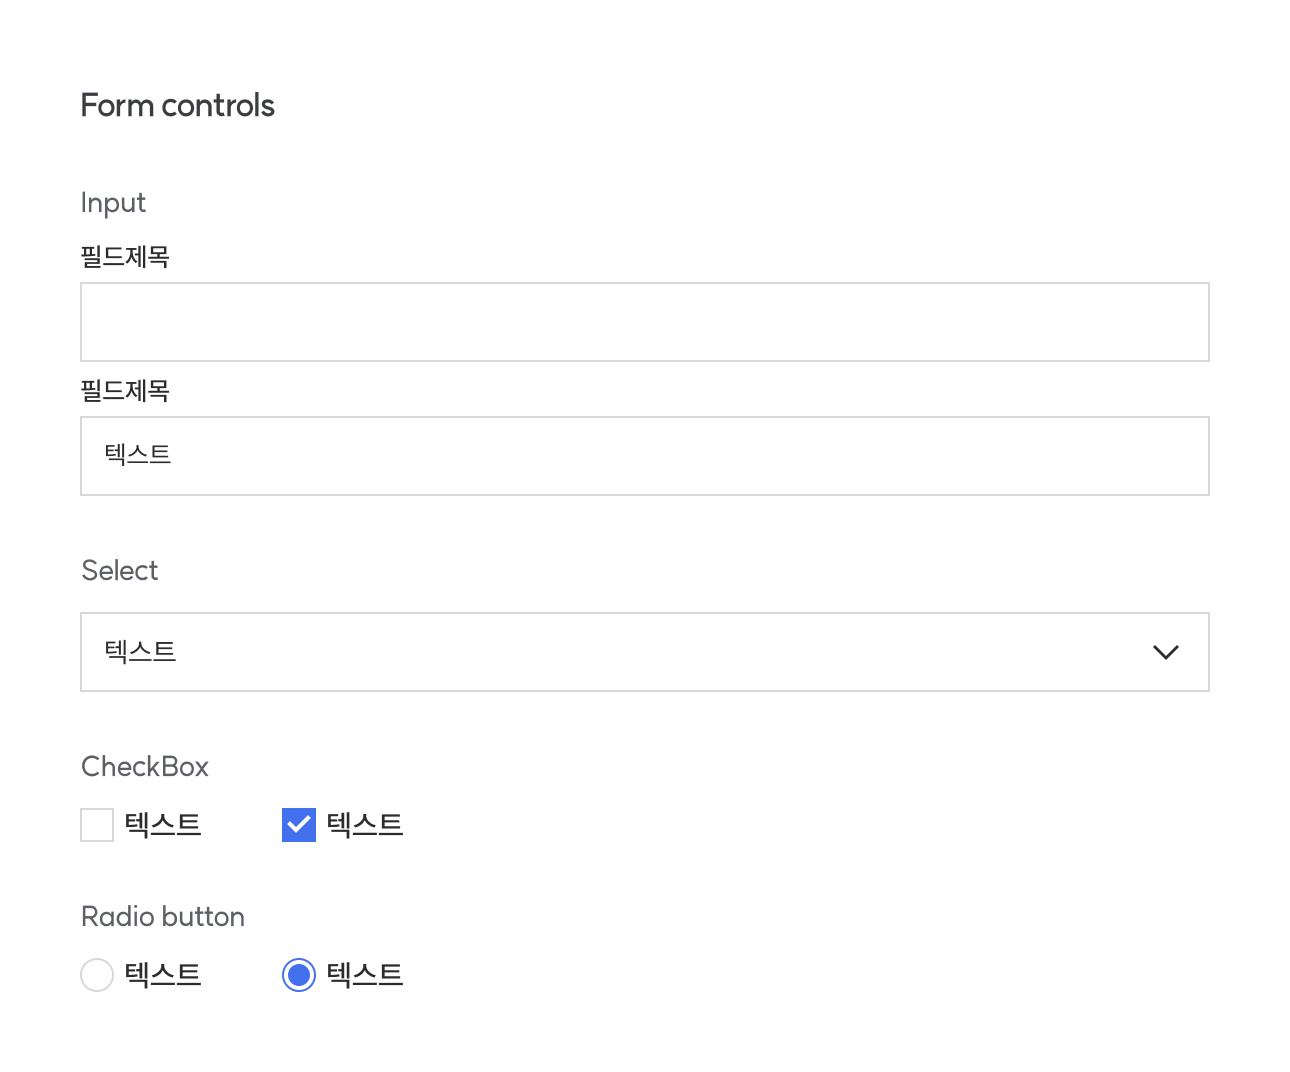 Form controls
Input
필드제목
필드제목
텍스트
Select
텍스트
CheckBox
텍스트 텍스트
Radio button
텍스트 텍스트